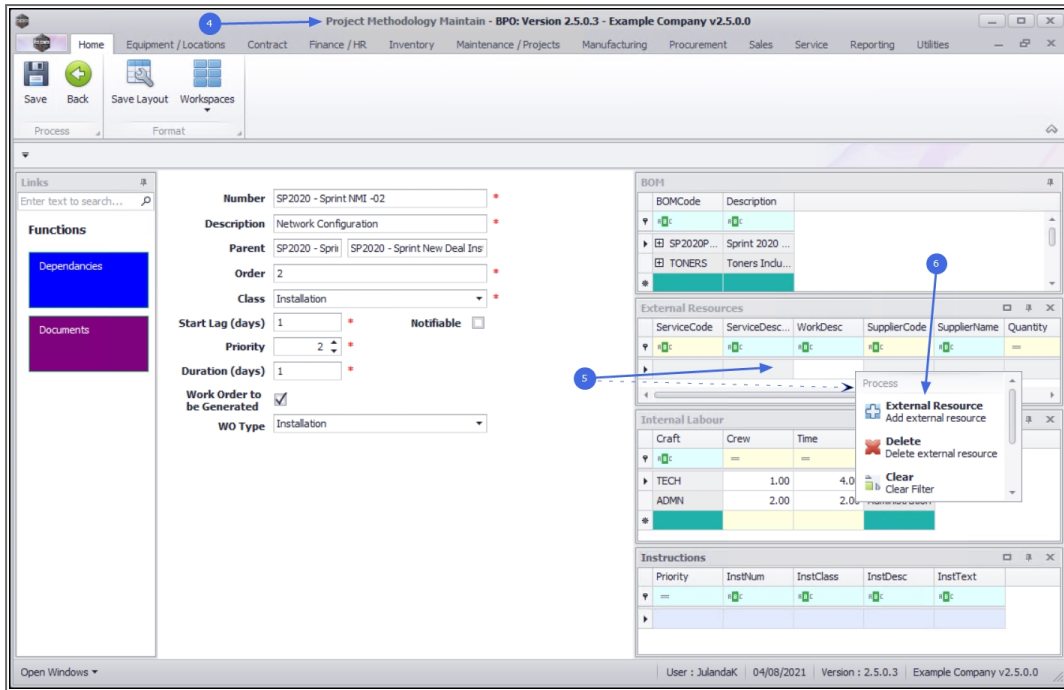 4
Project Methodology Maintain - BPO: Version 2.5.0.3 - Example Company v2.5.0.0
Home Equipment / Locations Contract Finance / HR Inventory Maintenance / Projects Manufacturing Procurement Sales Service Reporting Utilities
Save Back Save Layout Workspaces
Process Format
Links
Enter text to search...
Functions
Dependancies
Documents
Number SP2020 - Sprint NMI -02 *
Description Network Configuration *
Parent SP2020 - Spri SP2020 - Sprint New Deal Ins
Order 2 *
Class Installation *
Start Lag (days) 1 * Notifiable
Priority 2 *
Duration (days) 1 *
Work Order to
be Generated
WO Type Installation
BOM
BOMCode Description
SP2020P... Sprint 2020 ...
TONERS Toners Inclu...
6
External Resources
ServiceCode ServiceDesc... WorkDesc SupplierCode SupplierName Quantity
5
Process
External Resource
Add external resource
Delete
Delete external resource
Clear
Clear Filter
Internal Labour
Craft Crew Time
TECH 1.00 4.00
ADMN 2.00 2.00 Administration
Instructions
Priority InstNum InstClass InstDesc InstText
Open Windows User : JulandaK 04/08/2021 Version : 2.5.0.3 Example Company v2.5.0.0